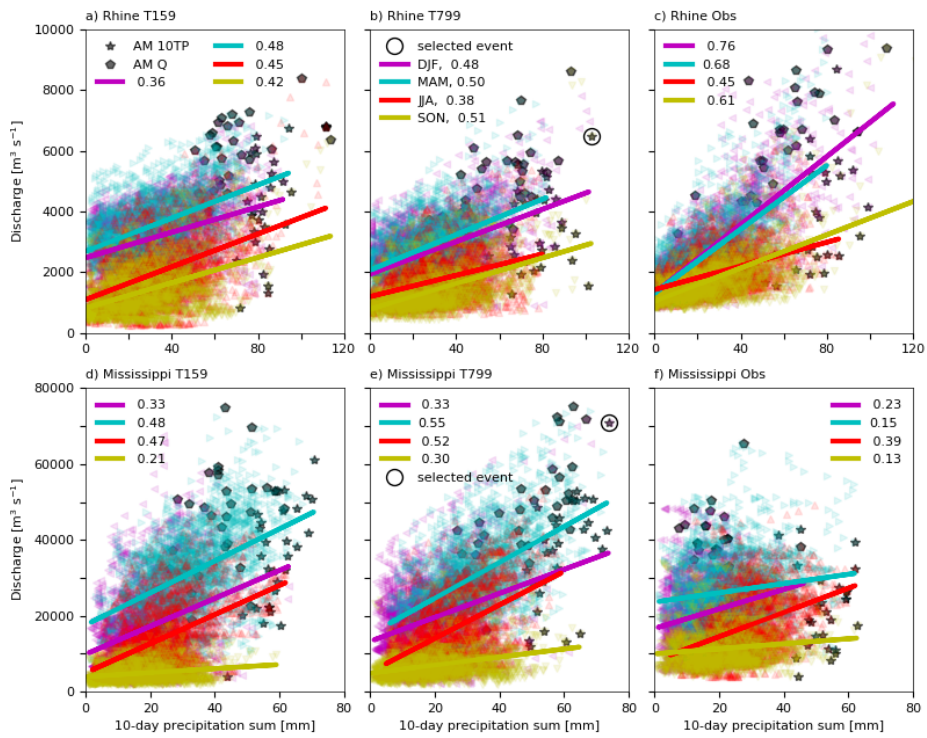 a) Rhine T159
b) Rhine T799
c) Rhine Obs
10000
8000
6000
4000
2000
0
Discharge [m³ s⁻¹]
AM 10TP
AM Q
0.36
0.48
0.45
0.42
selected event
DJF, 0.48
MAM, 0.50
JJA, 0.38
SON, 0.51
0.76
0.68
0.45
0.61
0 20 40 60 80 100 120
0 20 40 60 80 100 120
0 40 80 120
d) Mississippi T159
e) Mississippi T799
f) Mississippi Obs
80000
60000
40000
20000
0
Discharge [m³ s⁻¹]
0.33
0.48
0.47
0.21
0.33
0.55
0.52
0.30
selected event
0.23
0.15
0.39
0.13
0 20 40 60 80
0 20 40 60 80
0 20 40 60 80
10-day precipitation sum [mm]
10-day precipitation sum [mm]
10-day precipitation sum [mm]